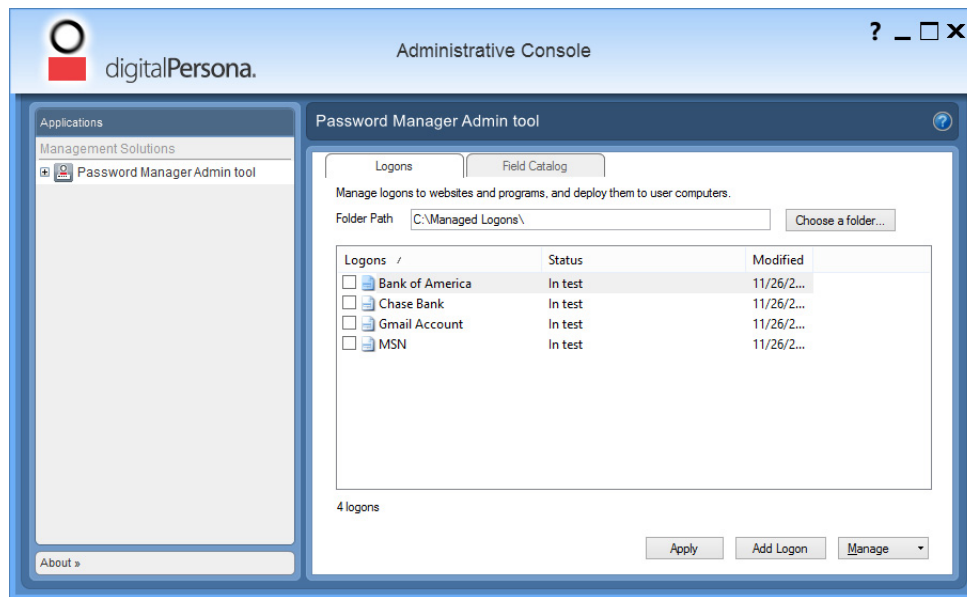 digitalPersona.
Administrative Console
?
Applications
Management Solutions
Password Manager Admin tool
About »
Password Manager Admin tool
?
Logons
Field Catalog
Manage logons to websites and programs, and deploy them to user computers.
Folder Path C:\Managed Logons\ Choose a folder...
Logons Status Modified
Bank of America In test 11/26/2...
Chase Bank In test 11/26/2...
Gmail Account In test 11/26/2...
MSN In test 11/26/2...
4 logons
Apply Add Logon Manage